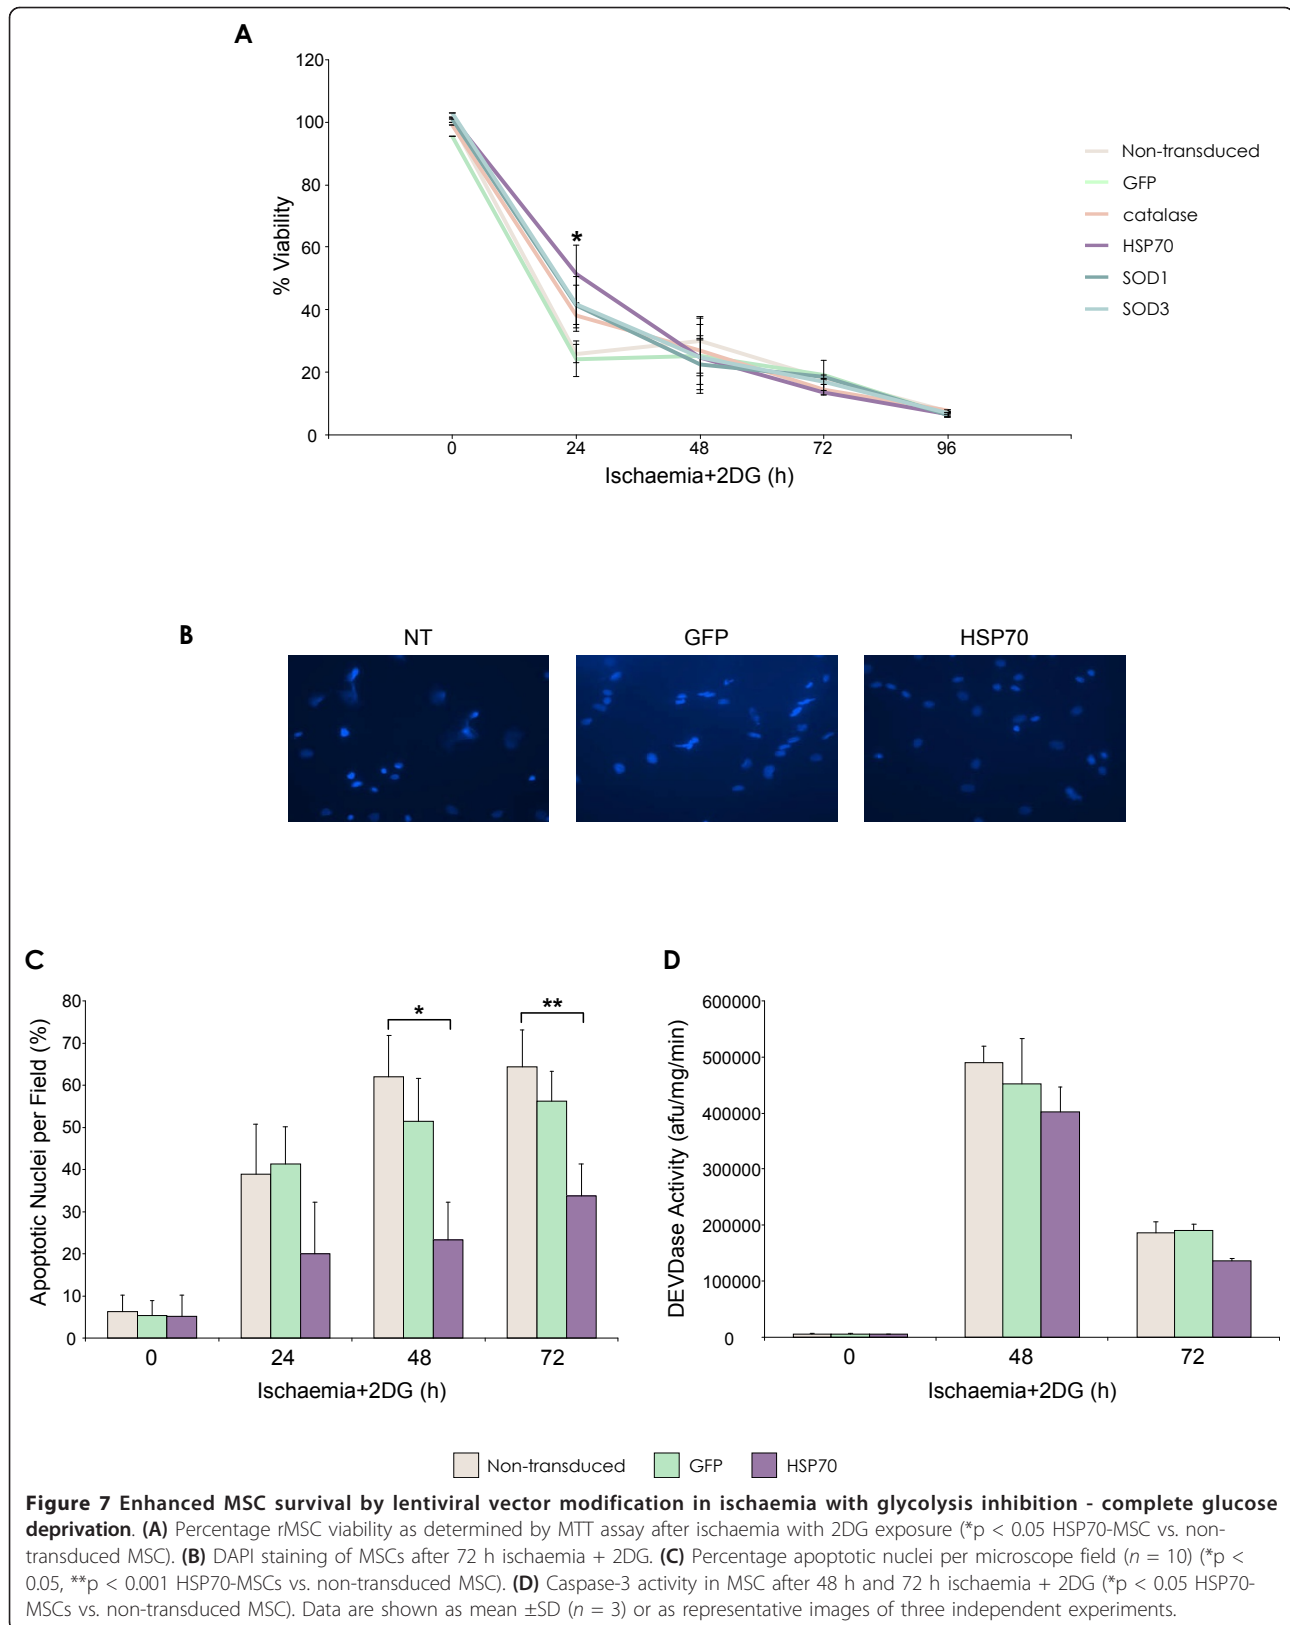 A
120
100
80
60
40
20
0
% Viability
*
0 24 48 72 96
Ischaemia+2DG (h)
Non-transduced
GFP
catalase
HSP70
SOD1
SOD3
B
NT GFP HSP70
C
80
70
60
50
40
30
20
10
0
Apoptotic Nuclei per Field (%)
* **
0 24 48 72
Ischaemia+2DG (h)
D
600000
500000
400000
300000
200000
100000
0
DEVDase Activity (afu/mg/min)
0 48 72
Ischaemia+2DG (h)
Non-transduced GFP HSP70
Figure 7 Enhanced MSC survival by lentiviral vector modification in ischaemia with glycolysis inhibition - complete glucose
deprivation. (A) Percentage rMSC viability as determined by MTT assay after ischaemia with 2DG exposure (*p < 0.05 HSP70-MSC vs. non-
transduced MSC). (B) DAPI staining of MSCs after 72 h ischaemia + 2DG. (C) Percentage apoptotic nuclei per microscope field (n = 10) (*p <
0.05, **p < 0.001 HSP70-MSCs vs. non-transduced MSC). (D) Caspase-3 activity in MSC after 48 h and 72 h ischaemia + 2DG (*p < 0.05 HSP70-
MSCs vs. non-transduced MSC). Data are shown as mean ±SD (n = 3) or as representative images of three independent experiments.